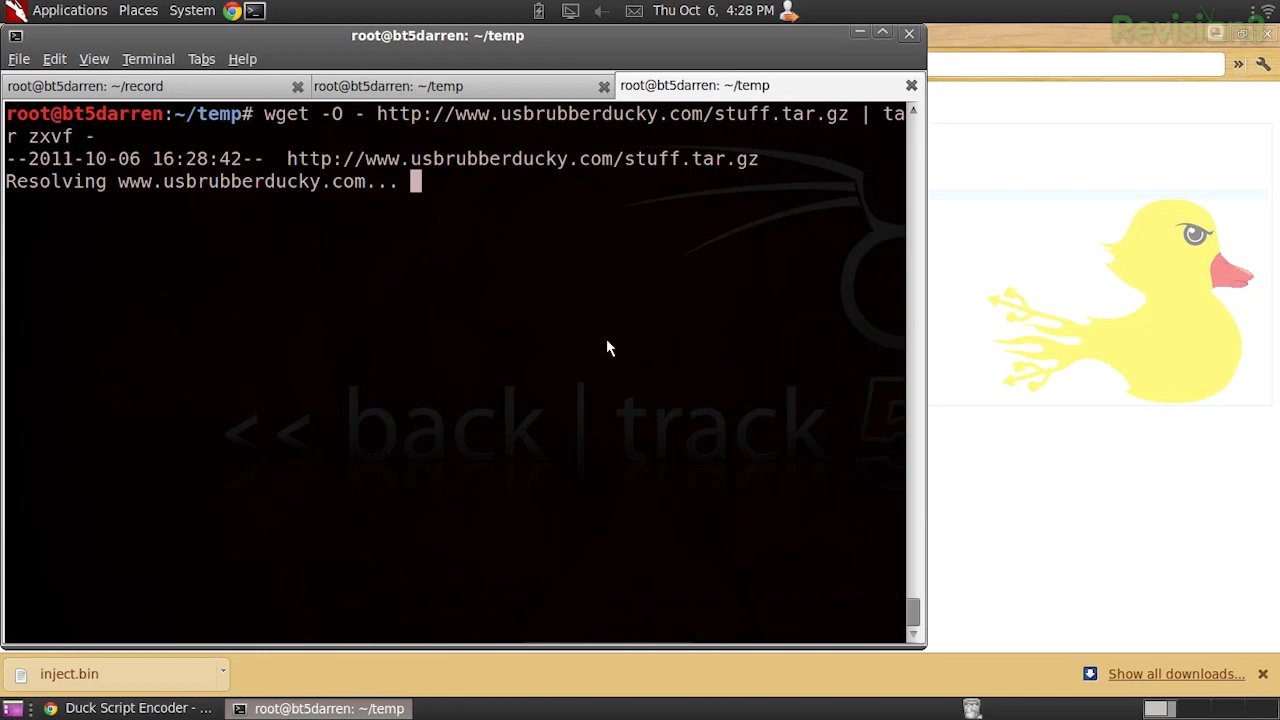 Applications Places System
Thu Oct 6, 4:28 PM
Revision3
root@bt5darren: ~/temp
File Edit View Terminal Tabs Help
root@bt5darren: ~/record
root@bt5darren: ~/temp
root@bt5darren: ~/temp
root@bt5darren:~/temp# wget -O - http://www.usbrubberducky.com/stuff.tar.gz | ta
r zxvf -
--2011-10-06 16:28:42--  http://www.usbrubberducky.com/stuff.tar.gz
Resolving www.usbrubberducky.com...
<< back | track 5
inject.bin
Show all downloads...
Duck Script Encoder - ...
root@bt5darren: ~/temp